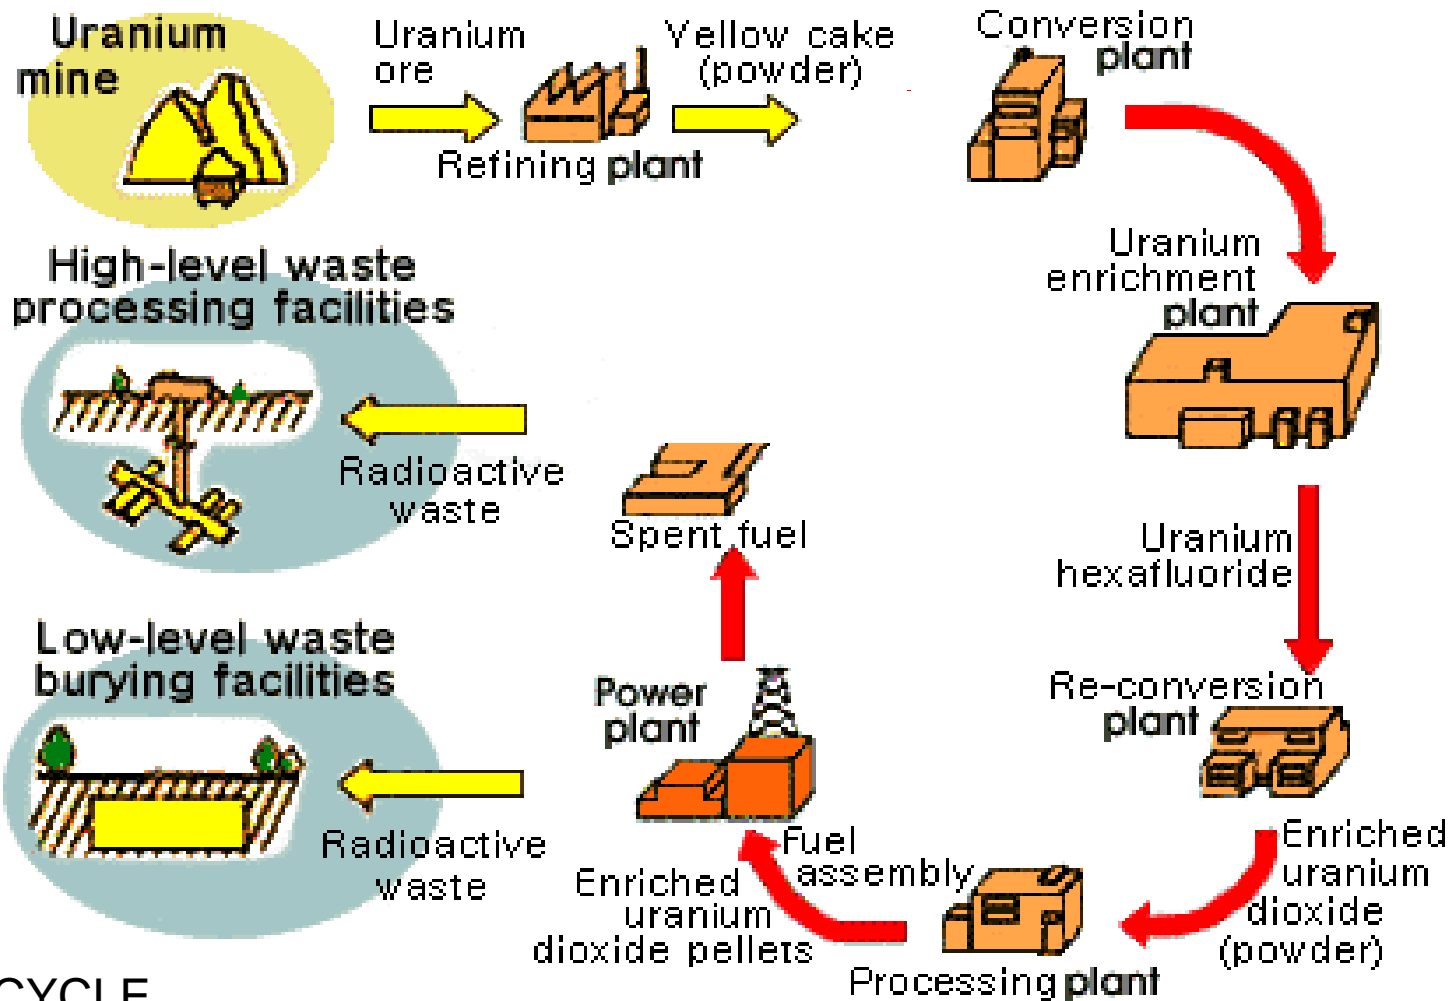 Uranium
mine
Uranium
ore
Refining plant
Yellow cake
(powder)
Conversion
plant
Uranium
enrichment
plant
Uranium
hexafluoride
Re-conversion
plant
Enriched
uranium
dioxide
(powder)
Processing plant
Fuel
assembly
Enriched
uranium
dioxide pellets
Power
plant
Spent fuel
High-level waste
processing facilities
Radioactive
waste
Low-level waste
burying facilities
Radioactive
waste
CYCLE